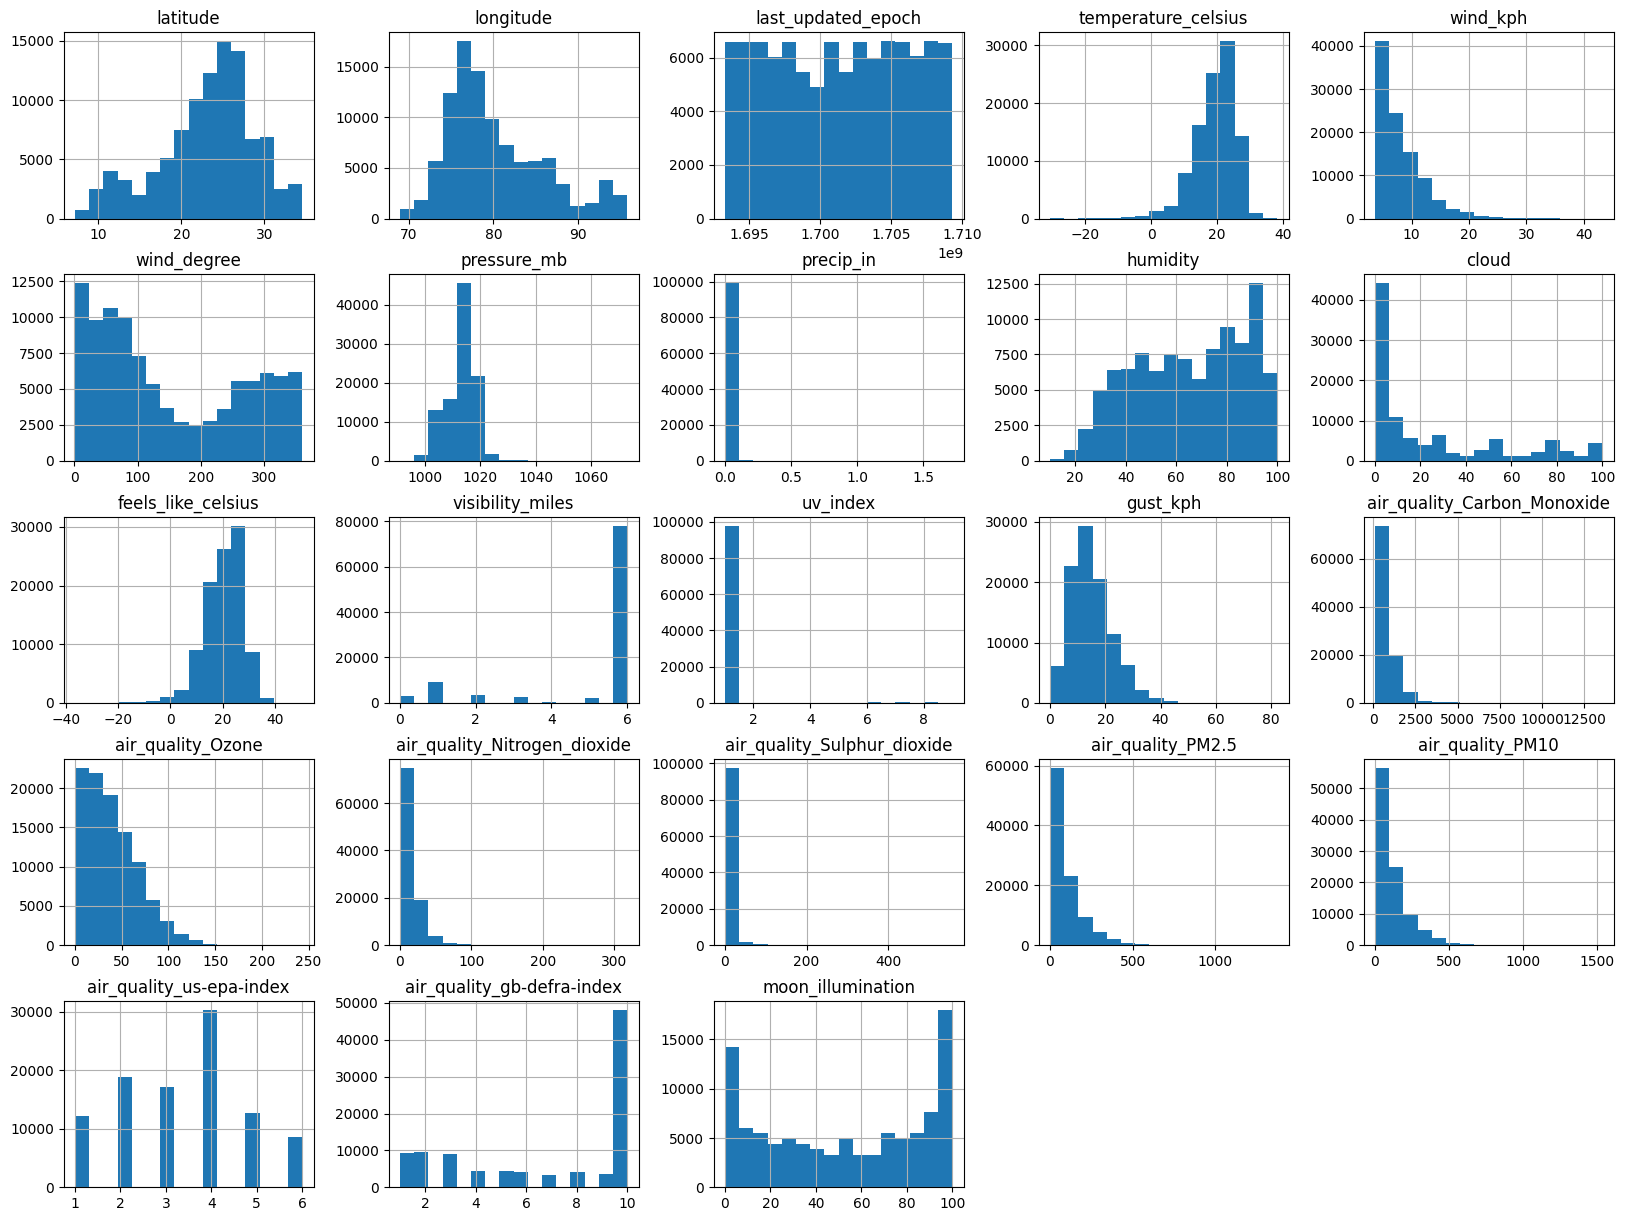 latitude longitude last_updated_epoch temperature_celsius wind_kph
15000 10000 5000 0
10 20 30
15000 10000 5000 0
70 80 90
6000 4000 2000 0
1.695 1.700 1.705 1.710
1e9
30000 20000 10000 0
−20 0 20 40
40000 30000 20000 10000 0
10 20 30 40
wind_degree pressure_mb precip_in humidity cloud
12500 10000 7500 5000 2500 0
0 100 200 300
40000 30000 20000 10000 0
1000 1020 1040 1060
100000 80000 60000 40000 20000 0
0.0 0.5 1.0 1.5
12500 10000 7500 5000 2500 0
20 40 60 80 100
40000 30000 20000 10000 0
0 20 40 60 80 100
feels_like_celsius visibility_miles uv_index gust_kph air_quality_Carbon_Monoxide
30000 20000 10000 0
−40 −20 0 20 40
80000 60000 40000 20000 0
0 2 4 6
100000 80000 60000 40000 20000 0
2 4 6 8
30000 20000 10000 0
0 20 40 60 80
60000 40000 20000 0
0 2500 5000 7500 10000 12500
air_quality_Ozone air_quality_Nitrogen_dioxide air_quality_Sulphur_dioxide air_quality_PM2.5 air_quality_PM10
20000 15000 10000 5000 0
0 50 100 150 200 250
60000 40000 20000 0
0 100 200 300
100000 80000 60000 40000 20000 0
0 200 400
60000 40000 20000 0
0 500 1000
50000 40000 30000 20000 10000 0
0 500 1000 1500
air_quality_us-epa-index air_quality_gb-defra-index moon_illumination
30000 20000 10000 0
1 2 3 4 5 6
50000 40000 30000 20000 10000 0
2 4 6 8 10
15000 10000 5000 0
0 20 40 60 80 100